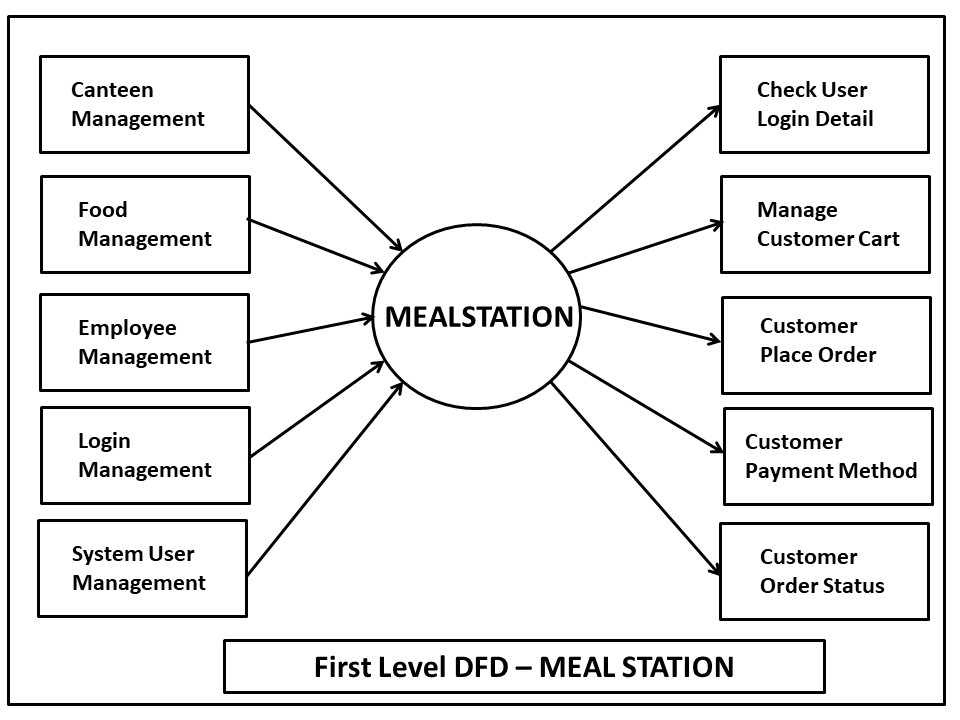 Canteen
Management
Food
Management
Employee
Management
Login
Management
System User
Management
MEALSTATION
Check User
Login Detail
Manage
Customer Cart
Customer
Place Order
Customer
Payment Method
Customer
Order Status
First Level DFD – MEAL STATION